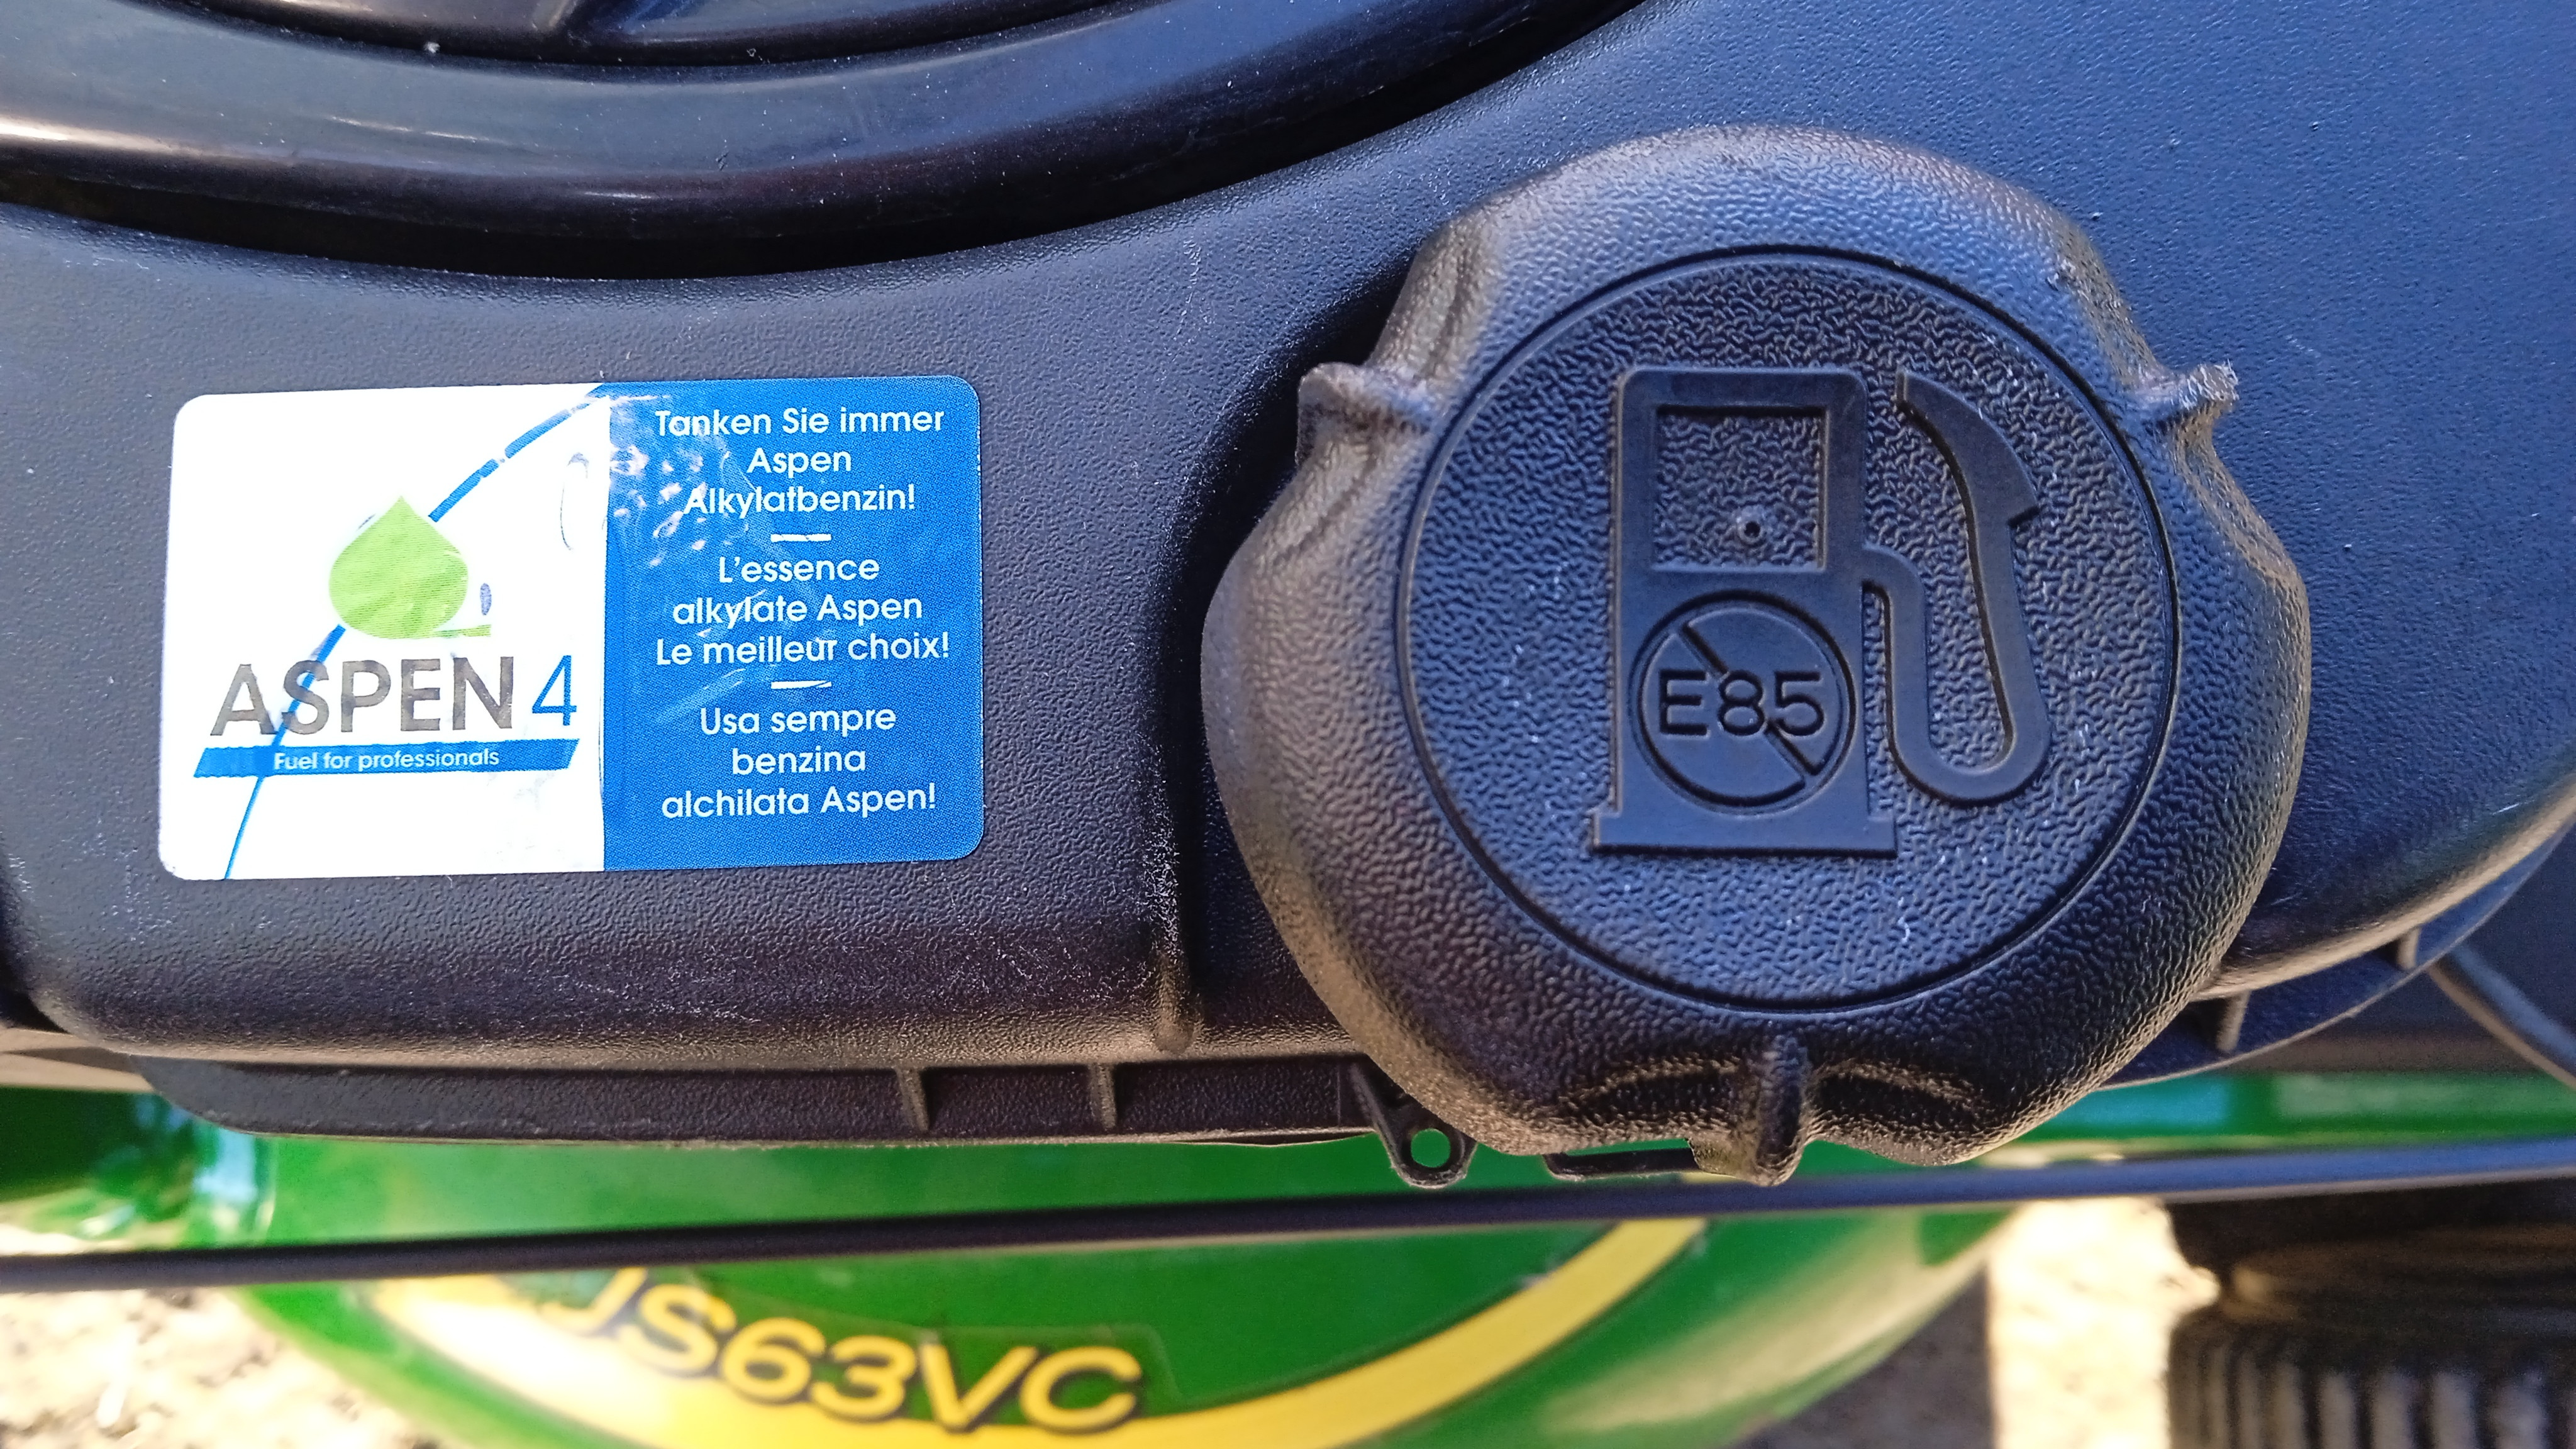 ASPEN 4
Fuel for professionals
Tanken Sie immer
Aspen
Alkylatbenzin!
L'essence
alkylate Aspen
Le meilleur choix!
Usa sempre
benzina
alchilata Aspen!
E85
JS63VC